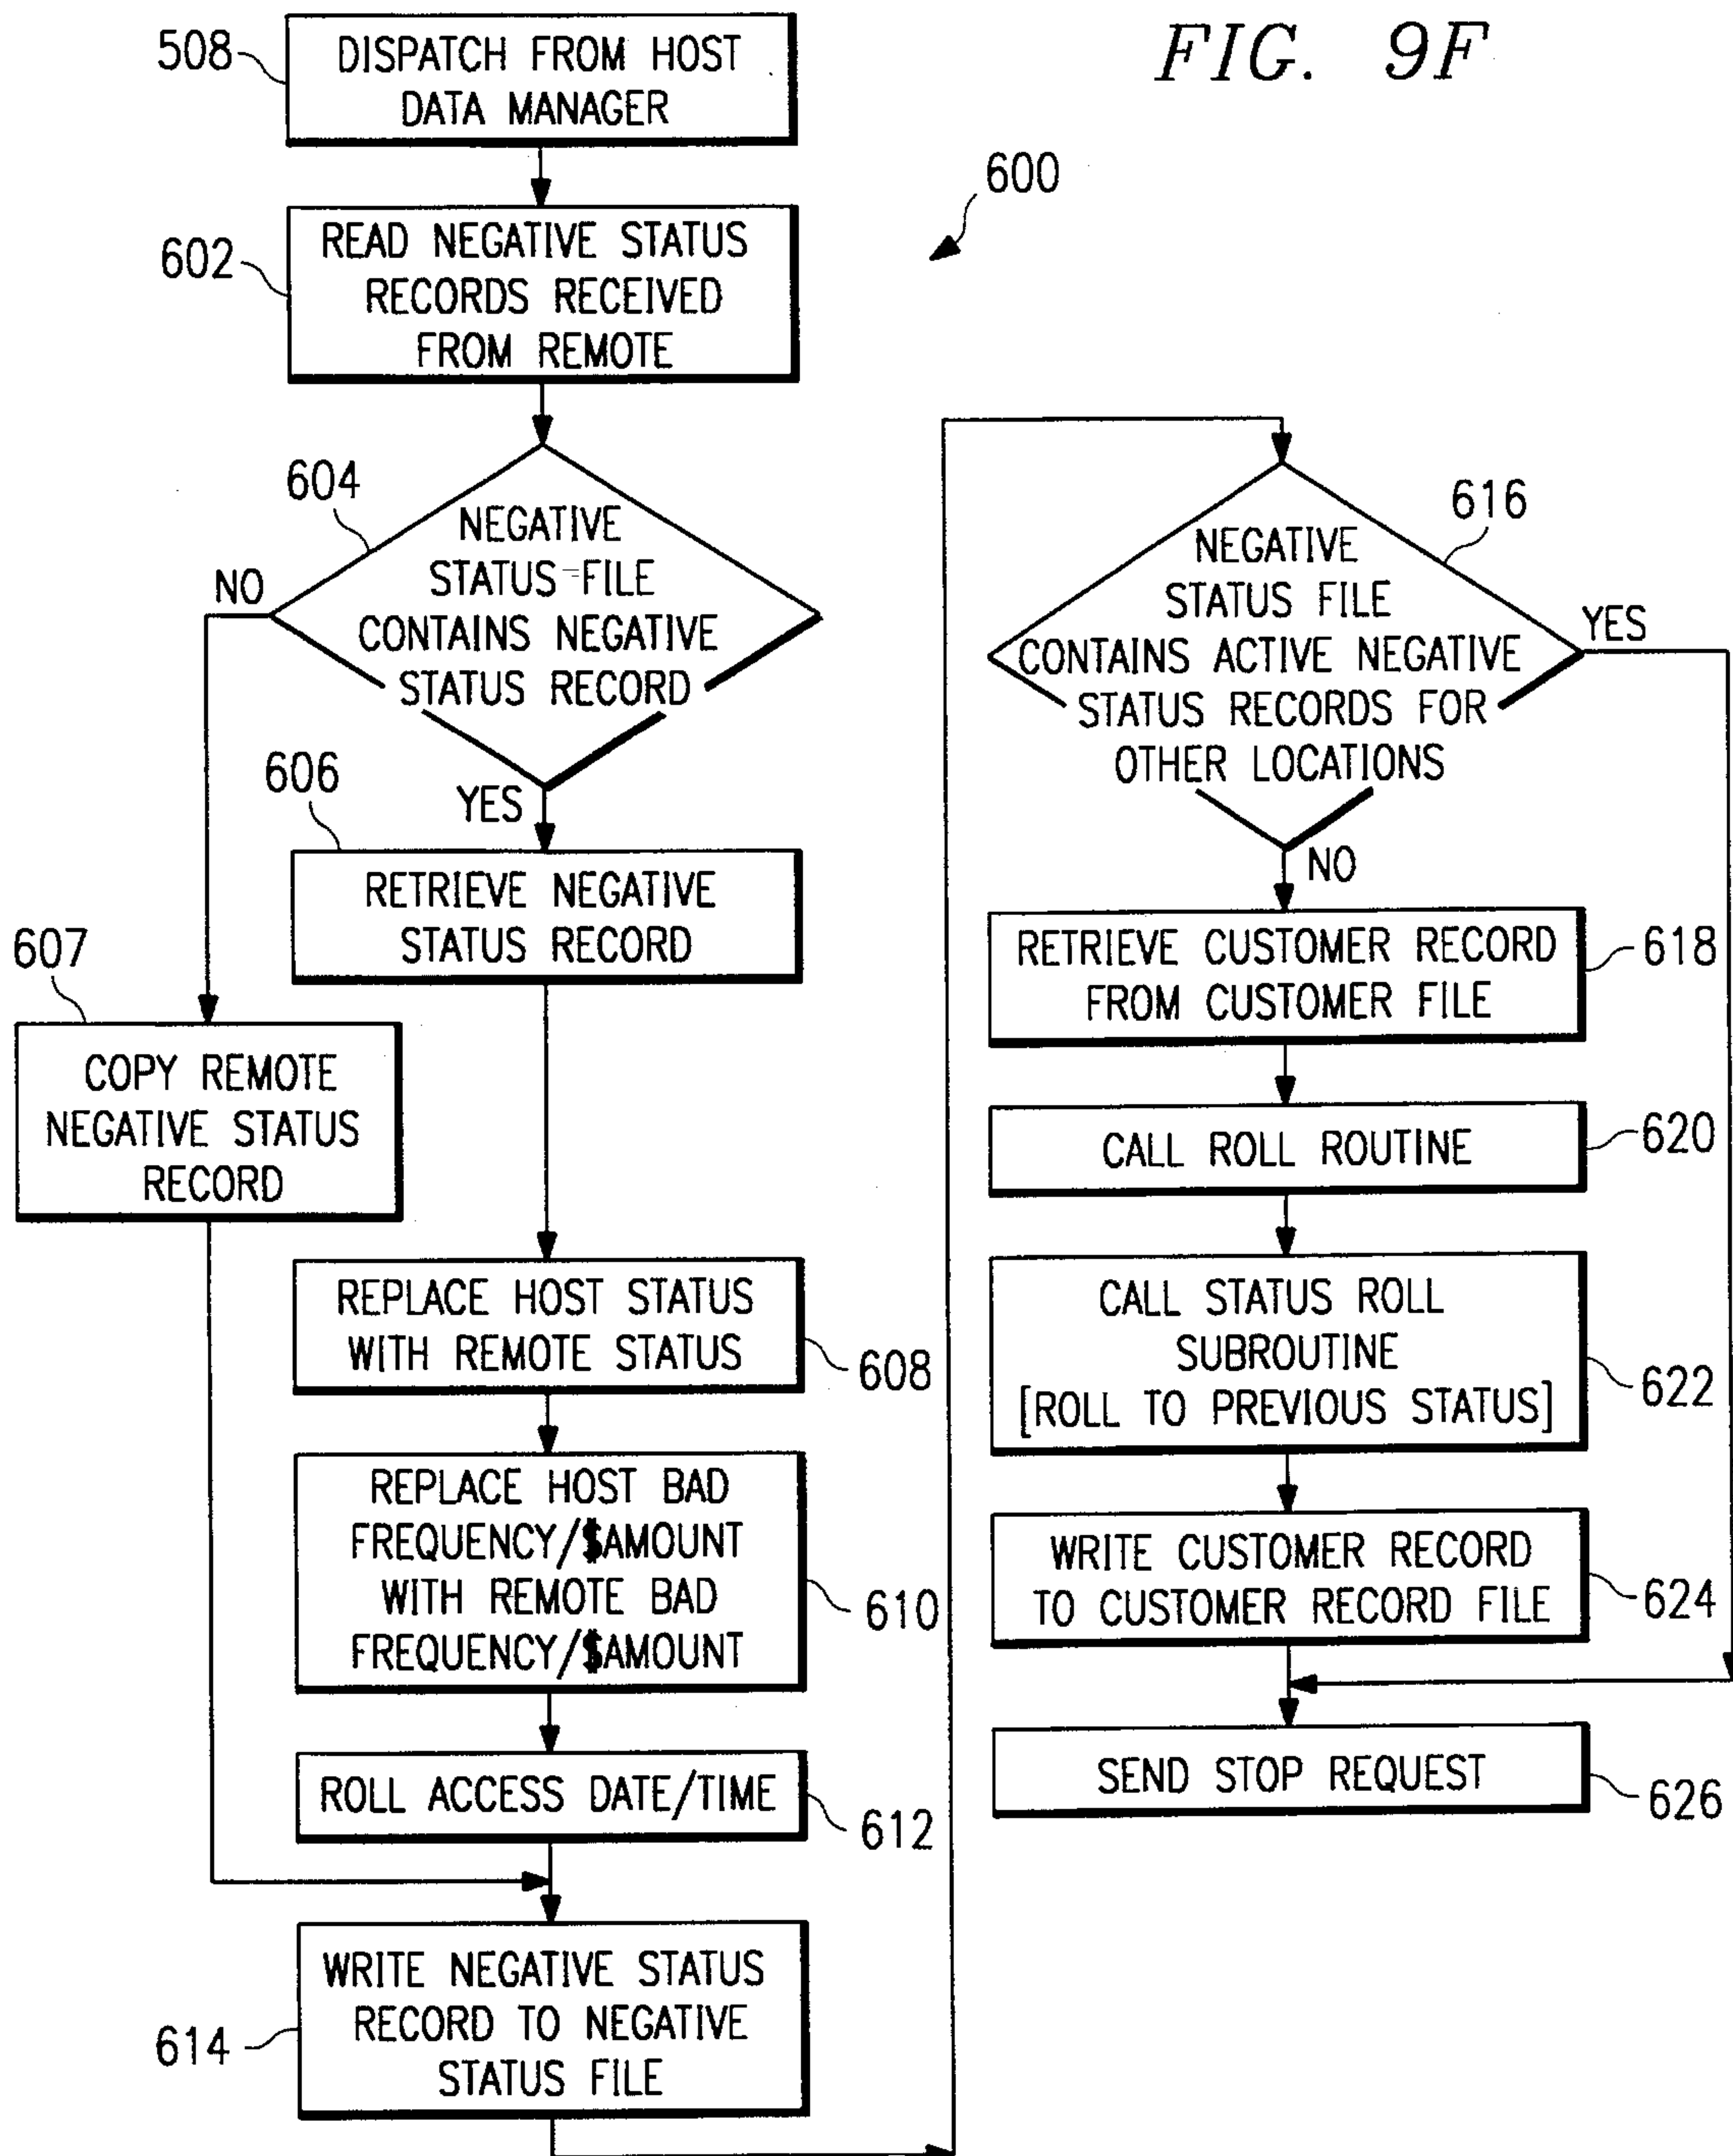 FIG. 9F
508
DISPATCH FROM HOST
DATA MANAGER
600
602
READ NEGATIVE STATUS
RECORDS RECEIVED
FROM REMOTE
604
NEGATIVE
STATUS FILE
CONTAINS NEGATIVE
STATUS RECORD
NO
YES
606
RETRIEVE NEGATIVE
STATUS RECORD
607
COPY REMOTE
NEGATIVE STATUS
RECORD
REPLACE HOST STATUS
WITH REMOTE STATUS
608
REPLACE HOST BAD
FREQUENCY/$AMOUNT
WITH REMOTE BAD
FREQUENCY/$AMOUNT
610
ROLL ACCESS DATE/TIME
612
WRITE NEGATIVE STATUS
RECORD TO NEGATIVE
STATUS FILE
614
616
NEGATIVE
STATUS FILE
CONTAINS ACTIVE NEGATIVE
STATUS RECORDS FOR
OTHER LOCATIONS
YES
NO
RETRIEVE CUSTOMER RECORD
FROM CUSTOMER FILE
618
CALL ROLL ROUTINE
620
CALL STATUS ROLL
SUBROUTINE
[ROLL TO PREVIOUS STATUS]
622
WRITE CUSTOMER RECORD
TO CUSTOMER RECORD FILE
624
SEND STOP REQUEST
626